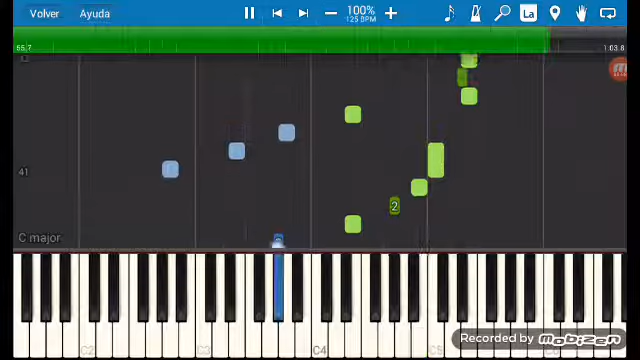 Volver Ayuda 100% La
125 BPM
55.7 1:03.8
41
2
C major
C2 C3 C4 C5
Recorded by mobizen